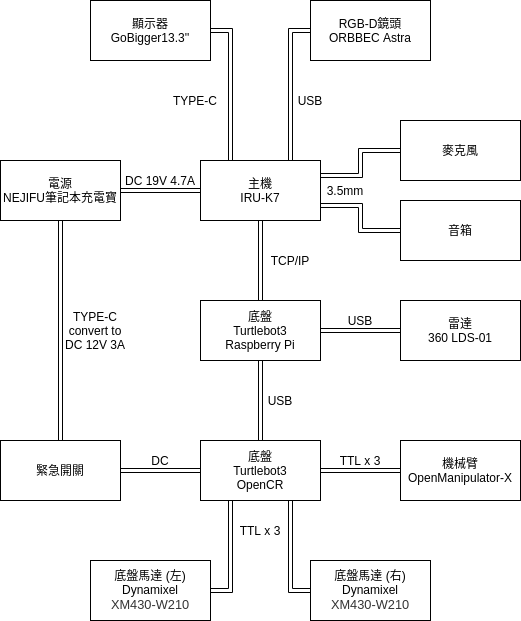 顯示器
GoBigger13.3"
RGB-D鏡頭
ORBBEC Astra
TYPE-C
USB
麥克風
電源
NEJIFU筆記本充電寶
DC 19V 4.7A
主機
IRU-K7
3.5mm
音箱
TCP/IP
底盤
Turtlebot3
Raspberry Pi
USB
雷達
360 LDS-01
TYPE-C
convert to
DC 12V 3A
USB
緊急開關
DC
底盤
Turtlebot3
OpenCR
TTL x 3
機械臂
OpenManipulator-X
TTL x 3
底盤馬達 (左)
Dynamixel
XM430-W210
底盤馬達 (右)
Dynamixel
XM430-W210